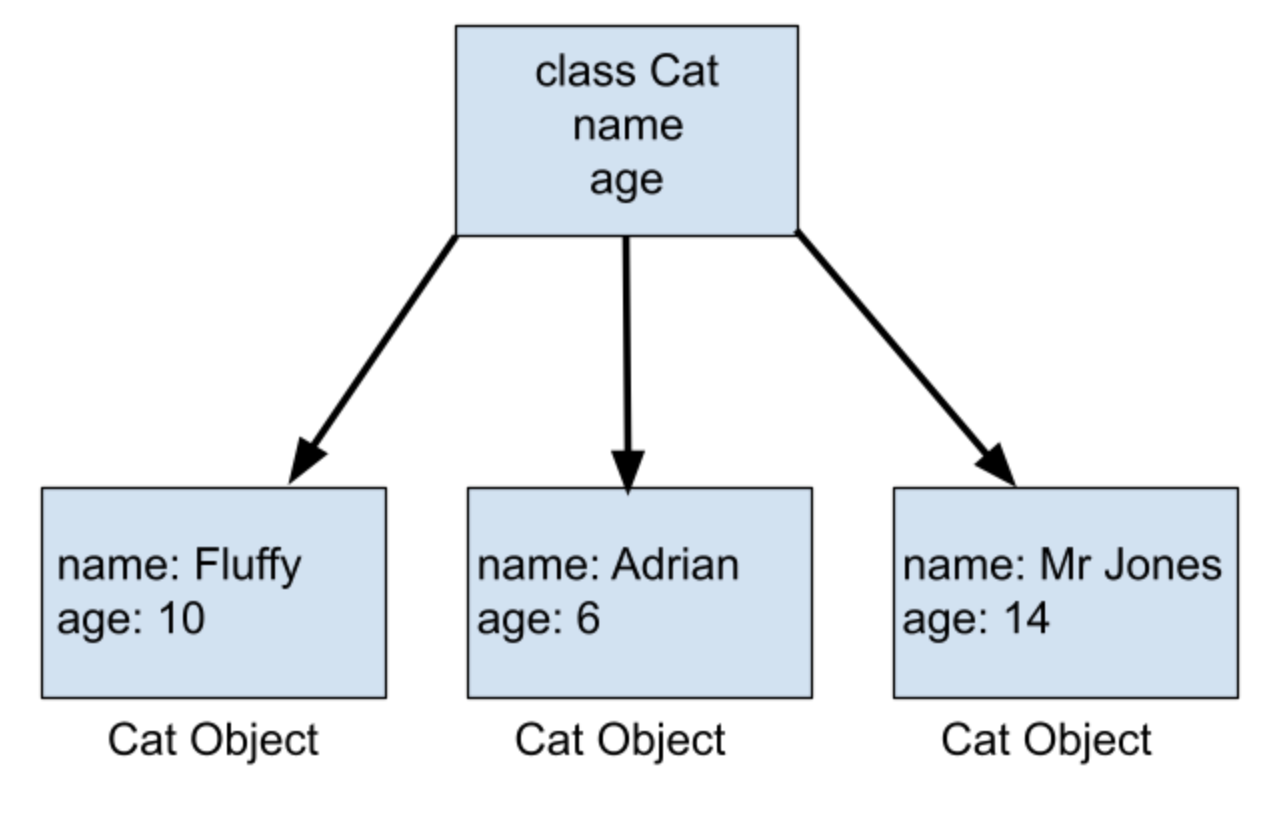 class Cat
name
age
name: Fluffy
age: 10
name: Adrian
age: 6
name: Mr Jones
age: 14
Cat Object
Cat Object
Cat Object